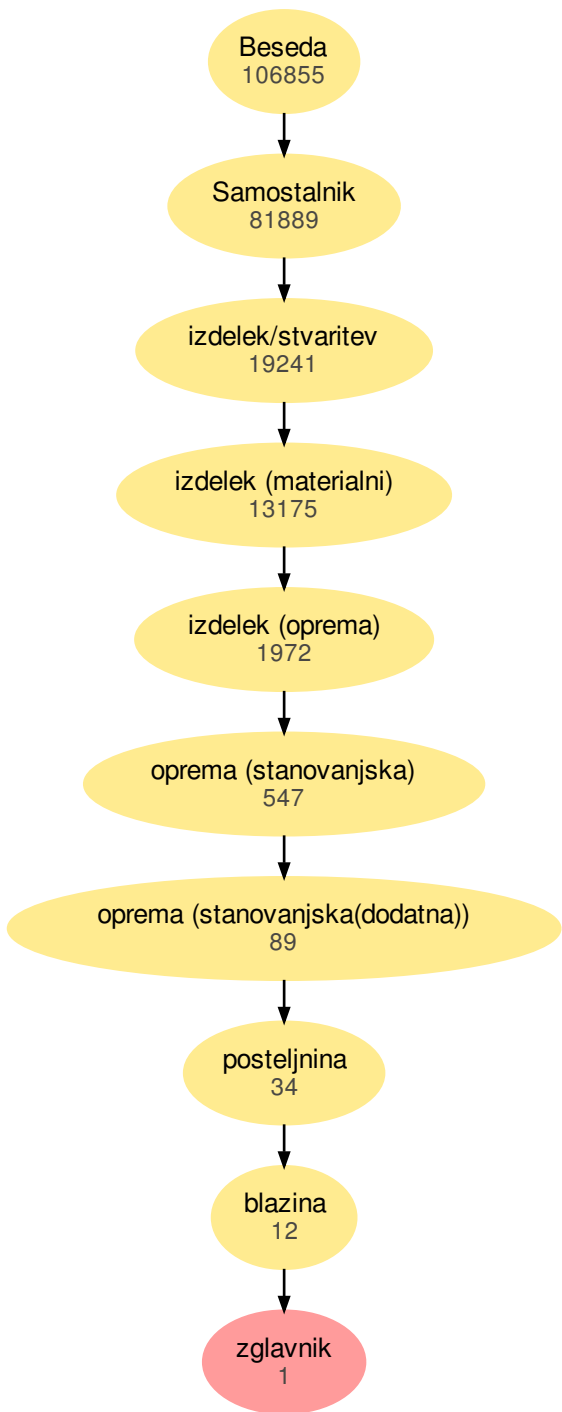 Beseda
106855
Samostalnik
81889
izdelek/stvaritev
19241
izdelek (materialni)
13175
izdelek (oprema)
1972
oprema (stanovanjska)
547
oprema (stanovanjska(dodatna))
89
posteljnina
34
blazina
12
zglavnik
1